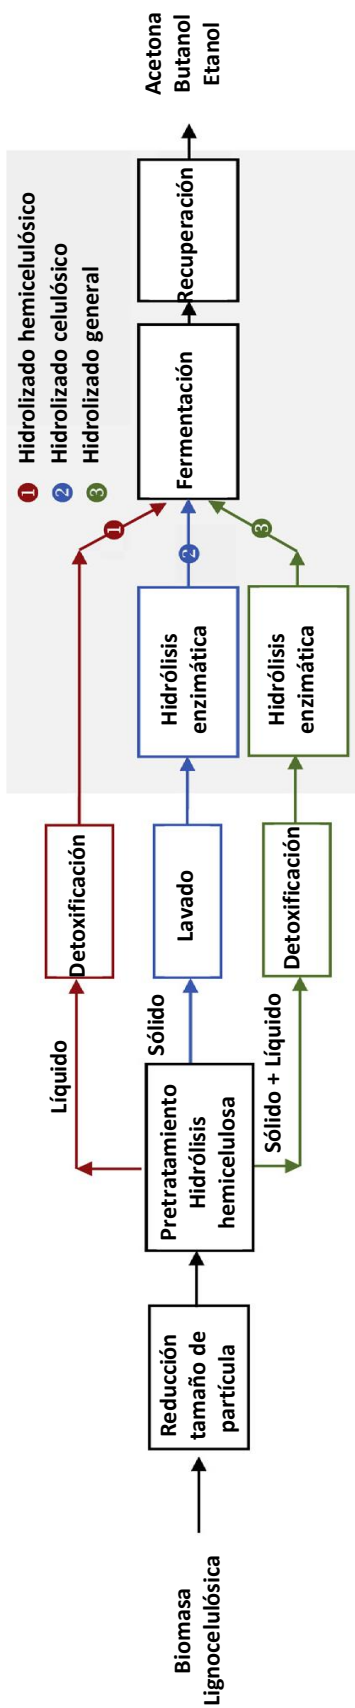 Biomasa
Lignocelulósica
Reducción
tamaño de
partícula
Pretratamiento
Hidrólisis
hemicelulosa
Líquido
Sólido
Sólido + Líquido
Detoxificación
Lavado
Detoxificación
Hidrólisis
enzimática
Hidrólisis
enzimática
1
2
3
1 Hidrolizado hemicelulósico
2 Hidrolizado celulósico
3 Hidrolizado general
Fermentación
Recuperación
Acetona
Butanol
Etanol